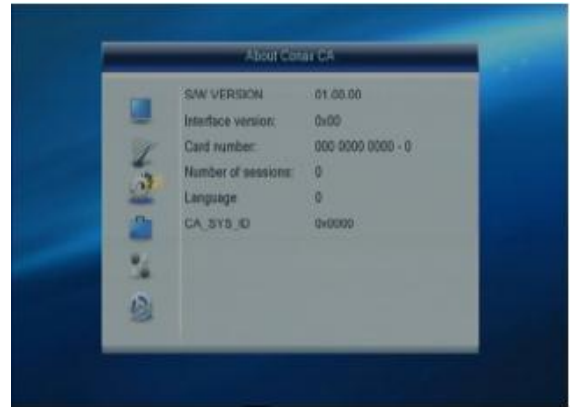 About Conax CA
S/W VERSION 01.00.00
Interface version: 0x00
Card number: 000 0000 0000 - 0
Number of sessions: 0
Language 0
CA_SYS_ID 0x0000